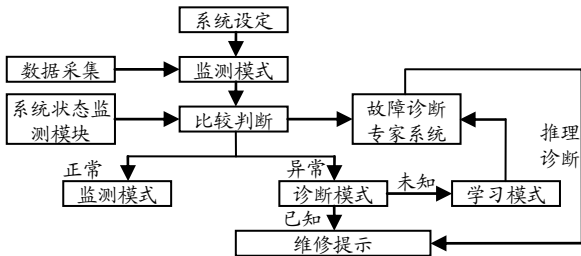 系统设定
数据采集
监测模式
系统状态监
测模块
比较判断
故障诊断
专家系统
推理
诊断
正常
监测模式
异常
诊断模式
未知
学习模式
已知
维修提示